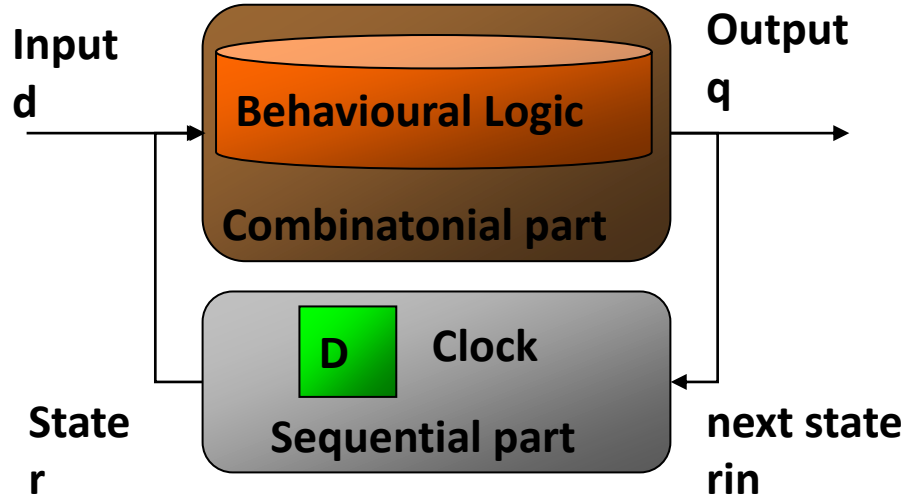 Input
d
Output
q
Behavioural Logic
Combinatonial part
D
Clock
Sequential part
State
r
next state
rin